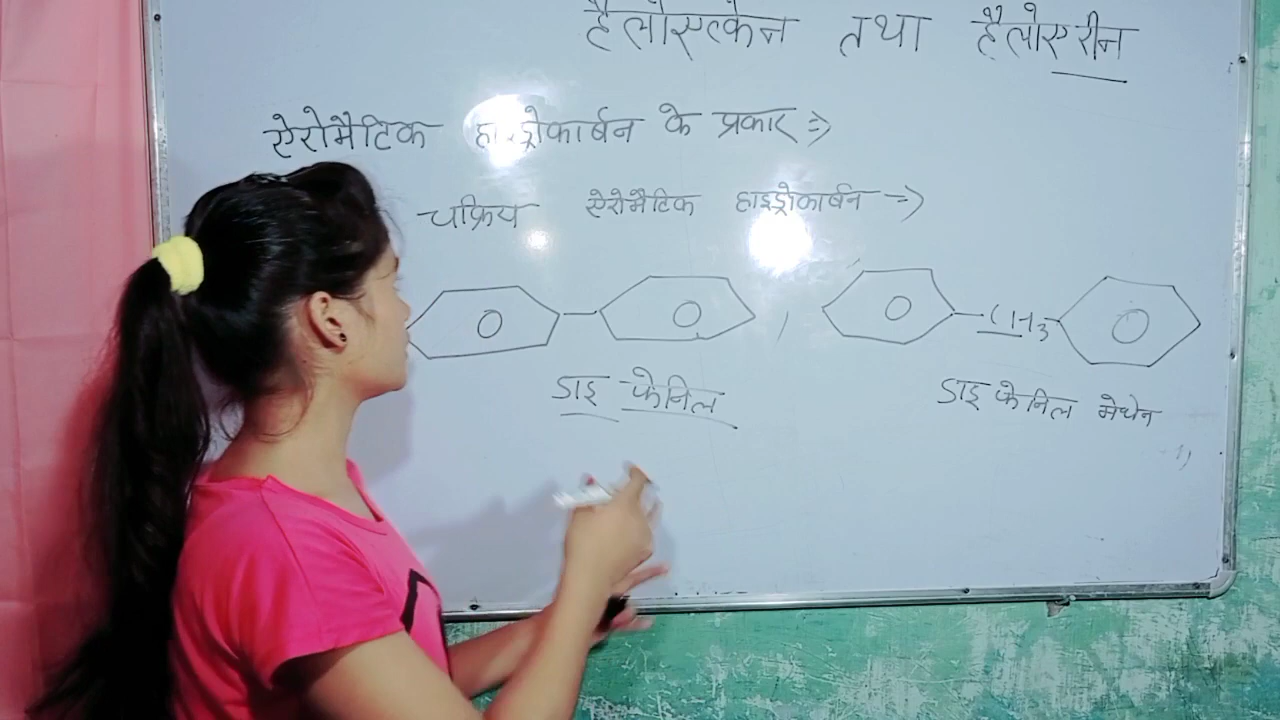 हैलोएल्केन तथा हैलोएरीन
ऐरोमैटिक हाइड्रोकार्बन के प्रकार ⇒
चक्रिय ऐरोमैटिक हाइड्रोकार्बन ⇒
, CH3
डाइ फेनिल डाइ फेनिल मेथेन